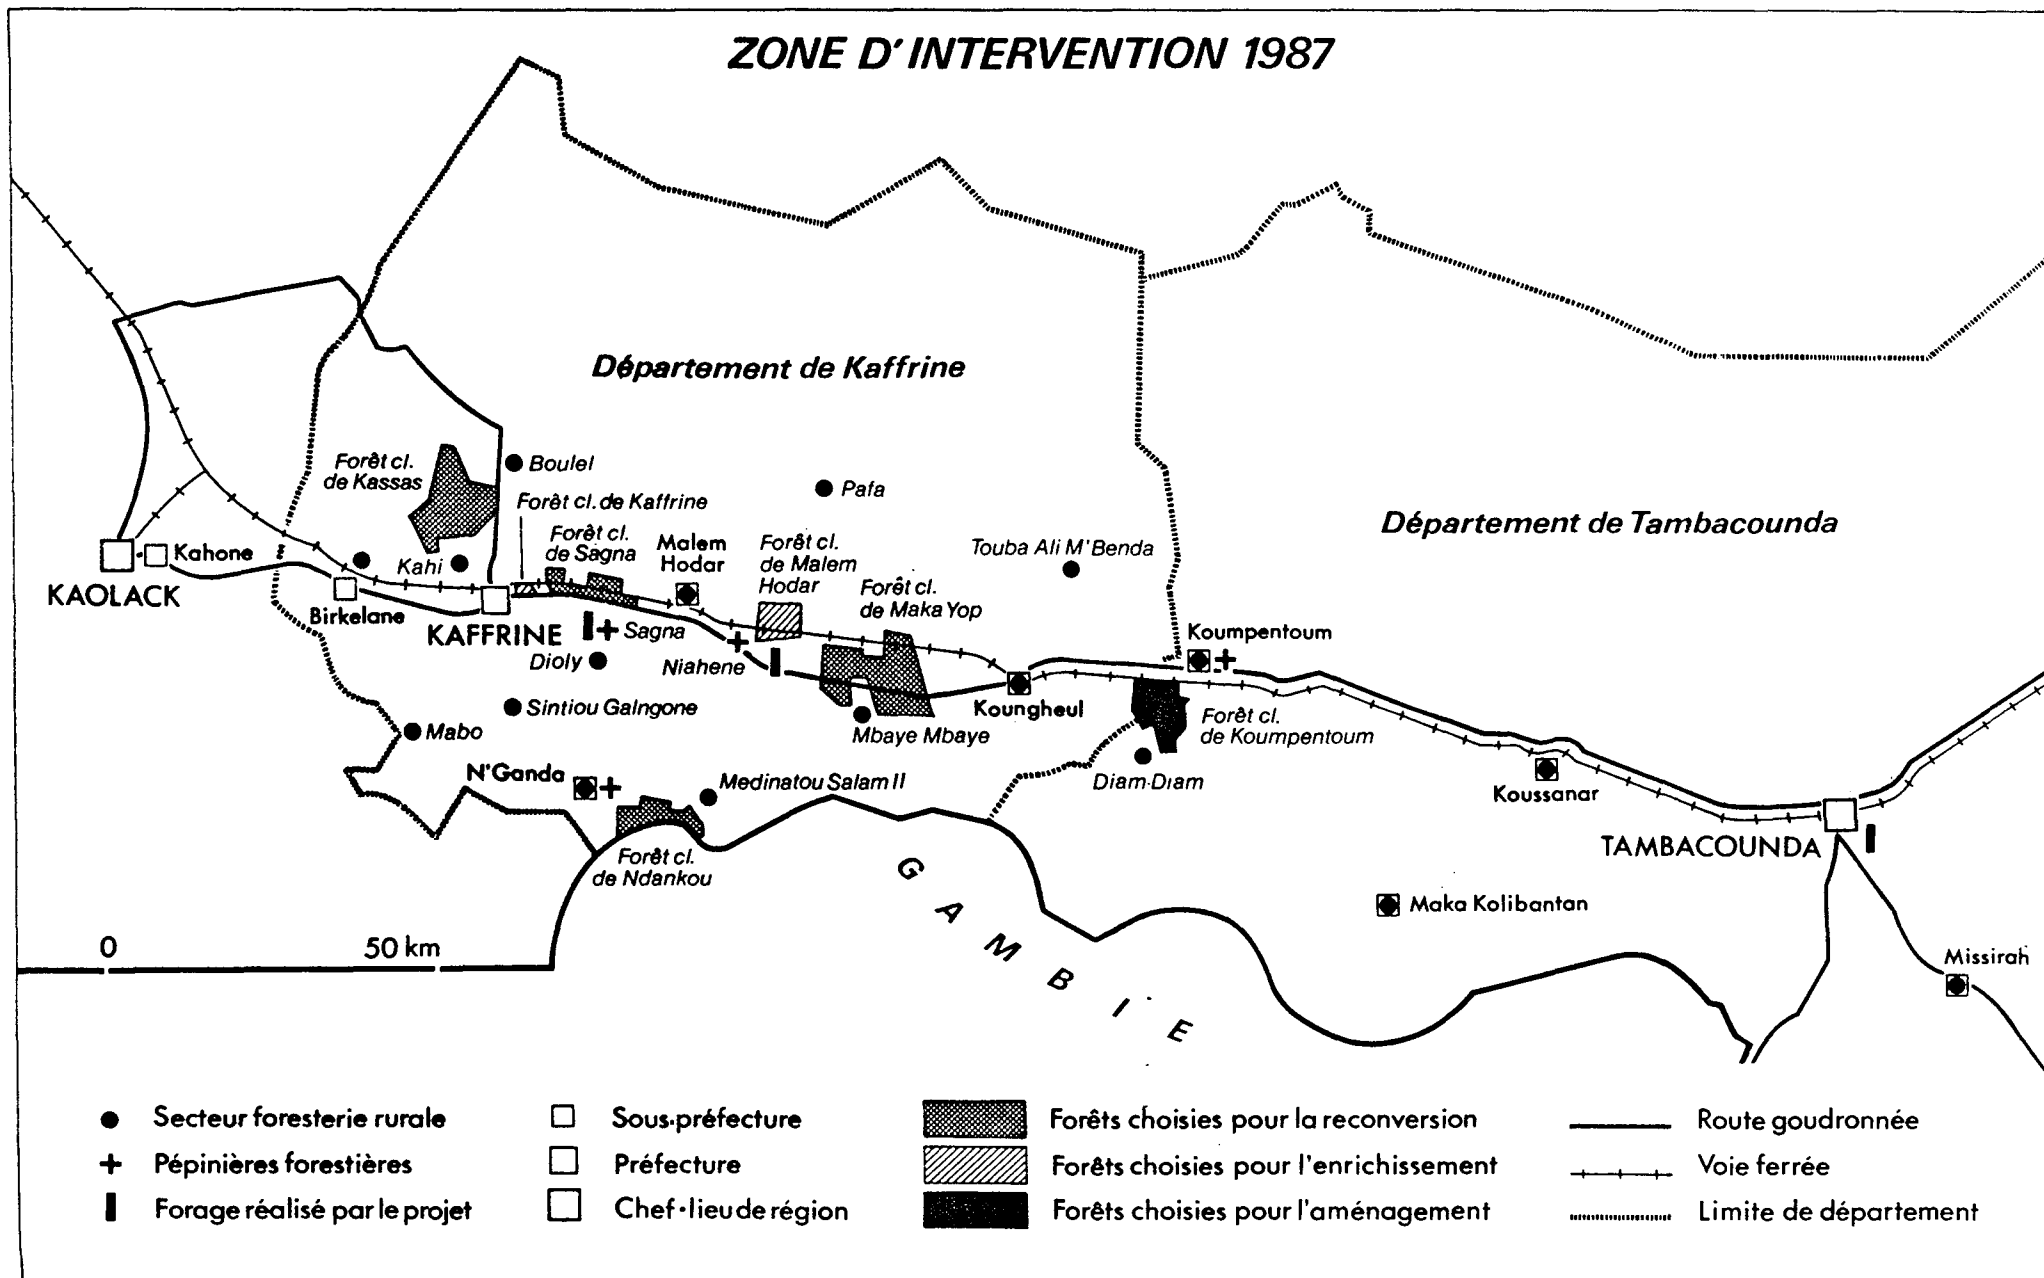 ZONE D'INTERVENTION 1987
Département de Kaffrine
Département de Tambacounda
Forêt cl.
de Kassas
Boulel
Forêt cl. de Kaffrine
Pafa
Forêt cl.
de Sagna
Malem
Hodar
Forêt cl.
de Malem
Hodar
Touba Ali M'Benda
Forêt cl.
de Maka Yop
Kahone
KAOLACK
Kahi
Birkelane
KAFFRINE
Sagna
Dioly
Niahene
Koumpentoum
Sintiou Galngone
Mabo
Koungheul
Mbaye Mbaye
Forêt cl.
de Koumpentoum
N'Ganda
Medinatou Salam II
Diam-Diam
Koussanar
TAMBACOUNDA
Forêt cl.
de Ndankou
GAMBIE
Maka Kolibantan
Missirah
0 50 km
Secteur foresterie rurale
Pépinières forestières
Forage réalisé par le projet
Sous-préfecture
Préfecture
Chef-lieu de région
Forêts choisies pour la reconversion
Forêts choisies pour l'enrichissement
Forêts choisies pour l'aménagement
Route goudronnée
Voie ferrée
Limite de département